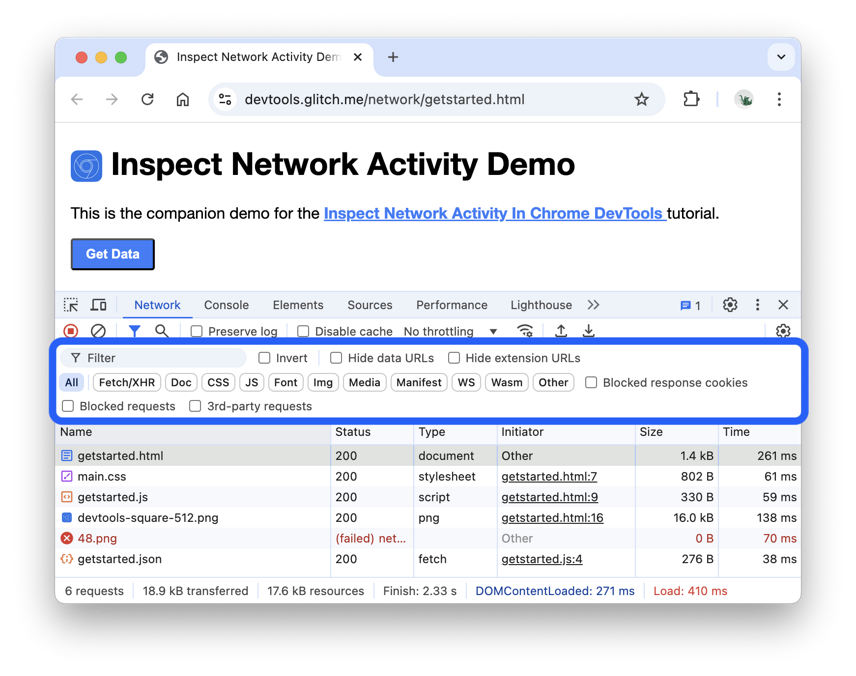 Inspect Network Activity Dem
devtools.glitch.me/network/getstarted.html
Inspect Network Activity Demo
This is the companion demo for the Inspect Network Activity In Chrome DevTools tutorial.
Get Data
Network Console Elements Sources Performance Lighthouse 1
Preserve log Disable cache No throttling
Filter Invert Hide data URLs Hide extension URLs
All Fetch/XHR Doc CSS JS Font Img Media Manifest WS Wasm Other Blocked response cookies
Blocked requests 3rd-party requests
Name Status Type Initiator Size Time
getstarted.html 200 document Other 1.4 kB 261 ms
main.css 200 stylesheet getstarted.html:7 802 B 61 ms
getstarted.js 200 script getstarted.html:9 330 B 59 ms
devtools-square-512.png 200 png getstarted.html:16 16.0 kB 138 ms
48.png (failed) net... Other 0 B 70 ms
getstarted.json 200 fetch getstarted.js:4 276 B 38 ms
6 requests 18.9 kB transferred 17.6 kB resources Finish: 2.33 s DOMContentLoaded: 271 ms Load: 410 ms